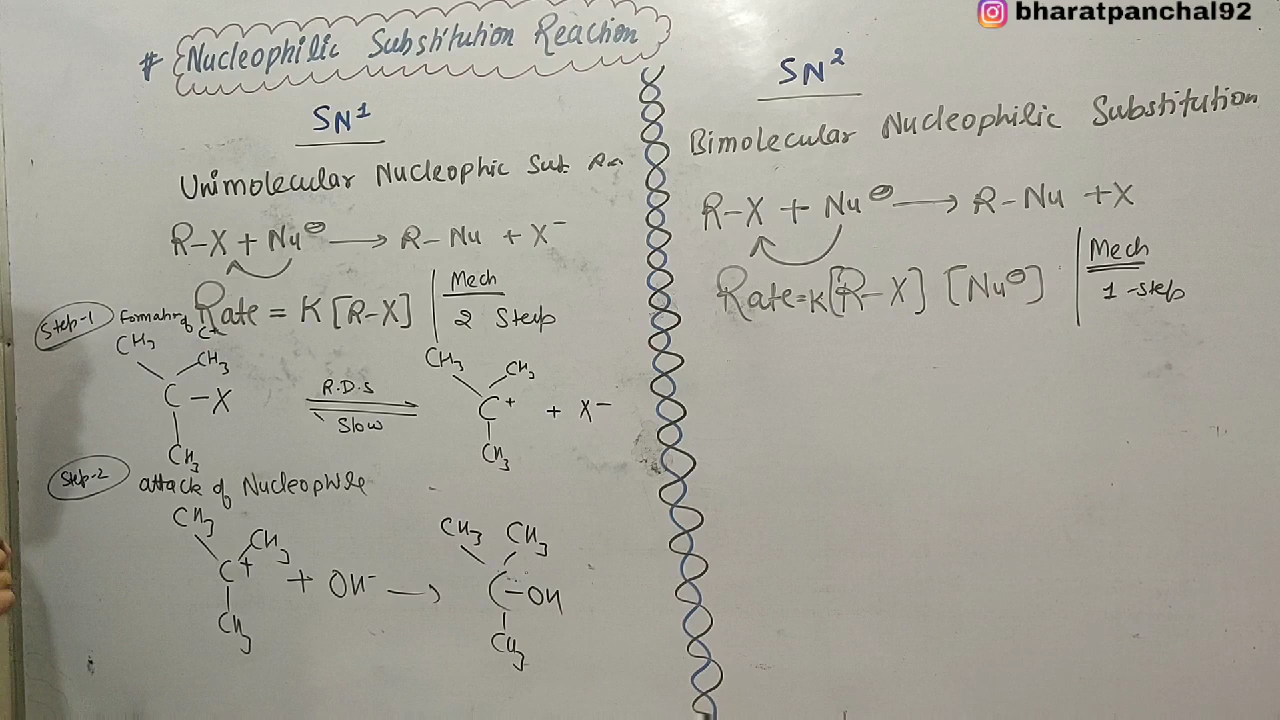 bharatpanchal92
# Nucleophilic Substitution Reaction
SN1
Unimolecular Nucleophic Sub.
R-X + Nu⊖ → R-Nu + X-
Rate = K [R-X]
Mech
2 Step
Step-1 Formation of C+
CH3
CH3
C-X
CH3
R.D.S
Slow
CH3
CH3
C+ + X-
CH3
Step-2 attack of Nucleophile
CH3
CH3
C+ + OH- →
CH3
CH3 CH3
C-OH
CH3
SN2
Bimolecular Nucleophilic Substitution
R-X + Nu⊖ → R-Nu + X
Rate=K[R-X] [Nu⊖]
Mech
1-step